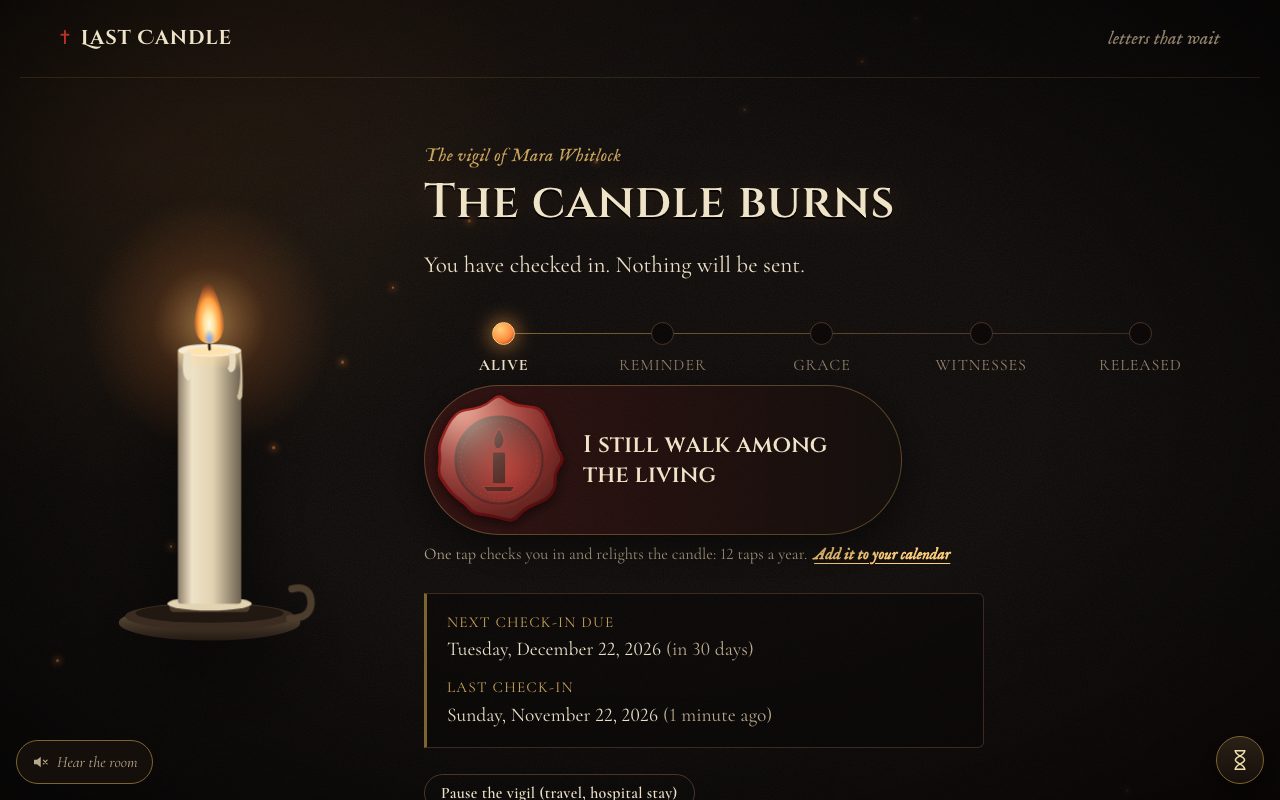 † LAST CANDLE
letters that wait
The vigil of Mara Whitlock
THE CANDLE BURNS
You have checked in. Nothing will be sent.
ALIVE REMINDER GRACE WITNESSES RELEASED
I STILL WALK AMONG
THE LIVING
One tap checks you in and relights the candle: 12 taps a year. Add it to your calendar
NEXT CHECK-IN DUE
Tuesday, December 22, 2026 (in 30 days)
LAST CHECK-IN
Sunday, November 22, 2026 (1 minute ago)
Hear the room
Pause the vigil (travel, hospital stay)